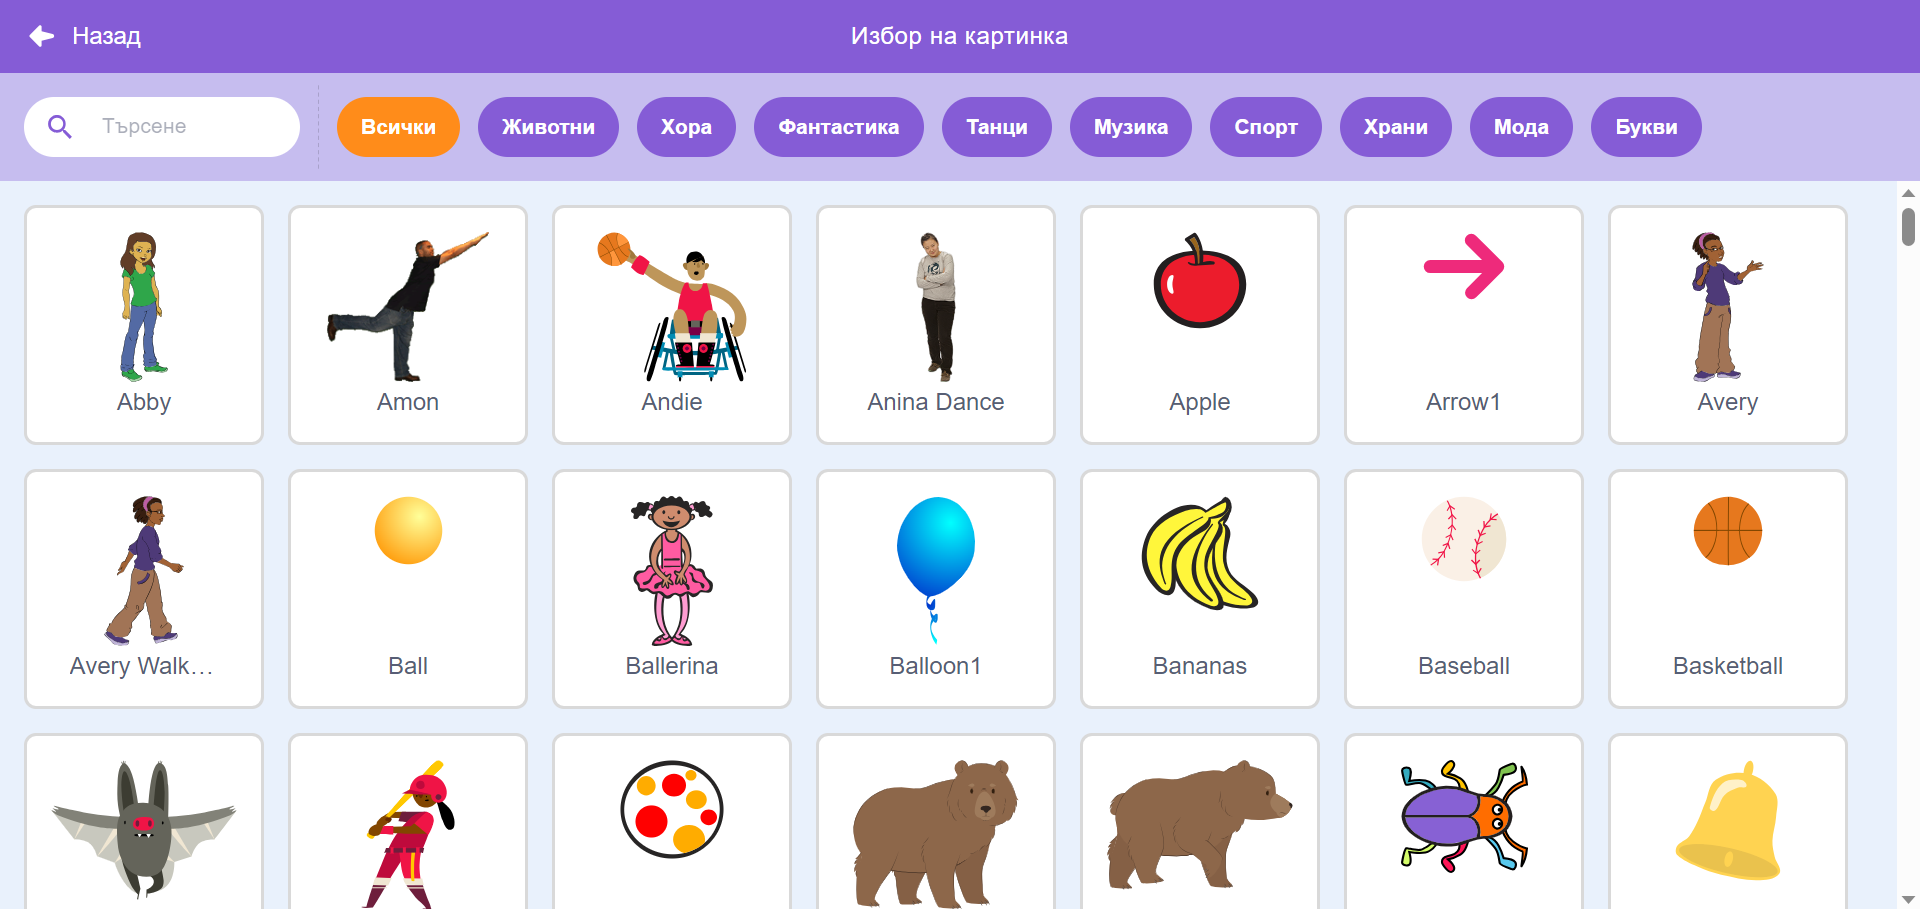 Назад
Избор на картинка
Търсене
Всички
Животни
Хора
Фантастика
Танци
Музика
Спорт
Храни
Мода
Букви
Abby
Amon
Andie
Anina Dance
Apple
Arrow1
Avery
Avery Walk…
Ball
Ballerina
Balloon1
Bananas
Baseball
Basketball